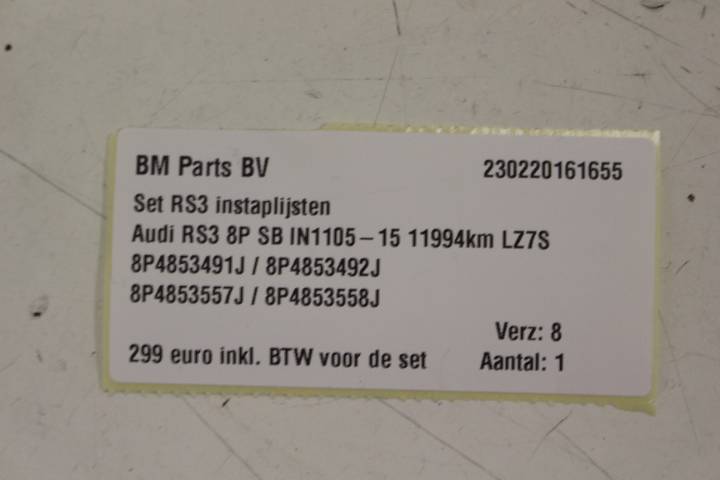 BM Parts BV 230220161655
Set RS3 instaplijsten
Audi RS3 8P SB IN1105-15 11994km LZ7S
8P4853491J / 8P4853492J
8P4853557J / 8P4853558J
Verz: 8
299 euro inkl. BTW voor de set Aantal: 1